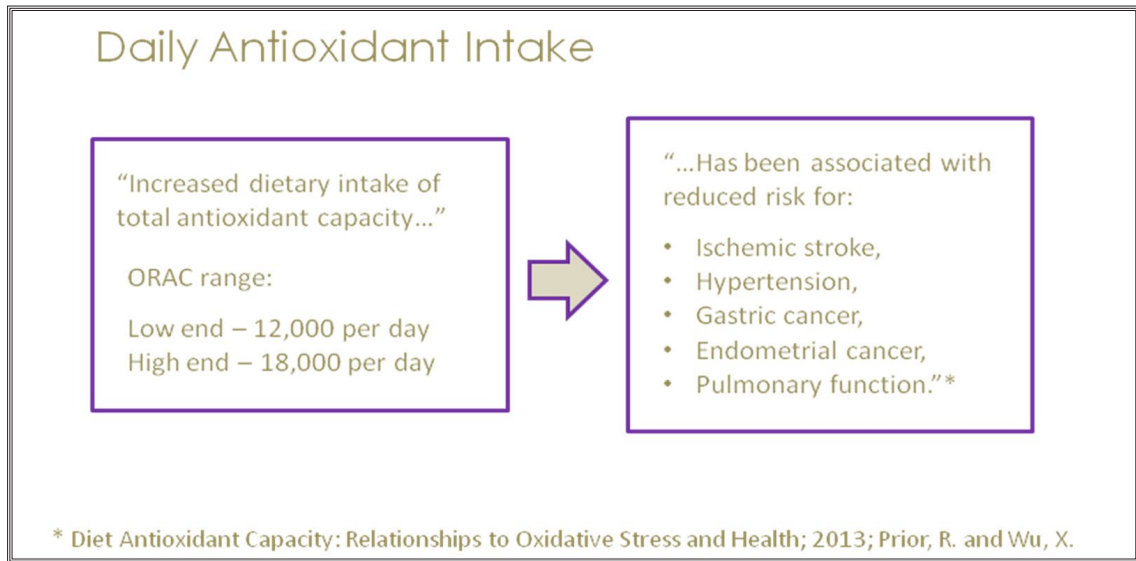 Daily Antioxidant Intake
“Increased dietary intake of
total antioxidant capacity…”
ORAC range:
Low end – 12,000 per day
High end – 18,000 per day
“…Has been associated with
reduced risk for:
• Ischemic stroke,
• Hypertension,
• Gastric cancer,
• Endometrial cancer,
• Pulmonary function.”*
* Diet Antioxidant Capacity: Relationships to Oxidative Stress and Health; 2013; Prior, R. and Wu, X.